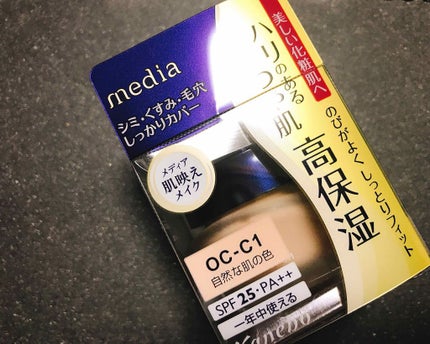 media
シミ・くすみ・毛穴
しっかりカバー
美しい化粧肌へ
ハリのある
つや肌
高保湿
のびがよく しっとりフィット
メディア
肌映え
メイク
OC-C1
自然な肌の色
SPF 25・PA++
一年中使える
Kanebo